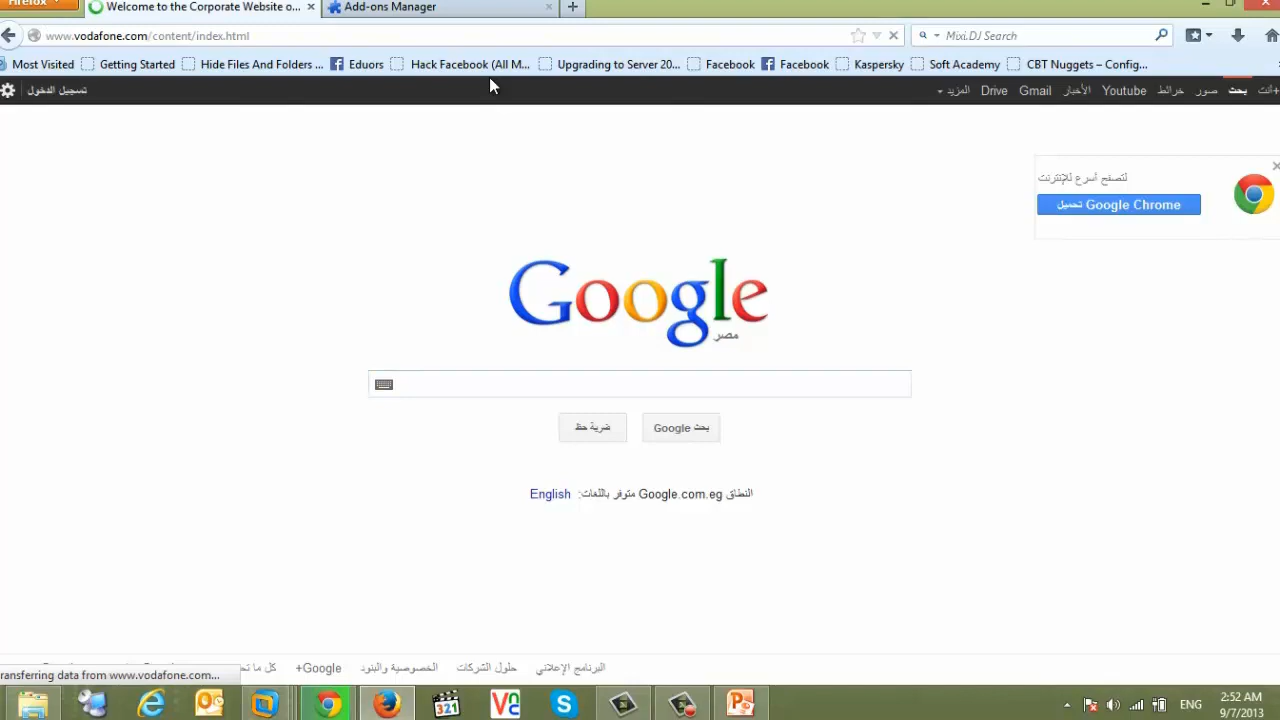 Firefox
Welcome to the Corporate Website o...
Add-ons Manager
www.vodafone.com/content/index.html
Mixi.DJ Search
Most Visited
Getting Started
Hide Files And Folders ...
Eduors
Hack Facebook (All M...
Upgrading to Server 20...
Facebook
Facebook
Kaspersky
Soft Academy
CBT Nuggets – Config...
+أنت بحث صور خرائط Youtube الأخبار Gmail Drive المزيد
تسجيل الدخول
لتصفح أسرع للإنترنت
تحميل Google Chrome
Google
مصر
بحث Google
ضربة حظ
النطاق Google.com.eg متوفر باللغات: English
البرنامج الإعلاني
حلول الشركات
الخصوصية والبنود
+Google
ransferring data from www.vodafone.com...
321
ENG
2:52 AM
9/7/2013